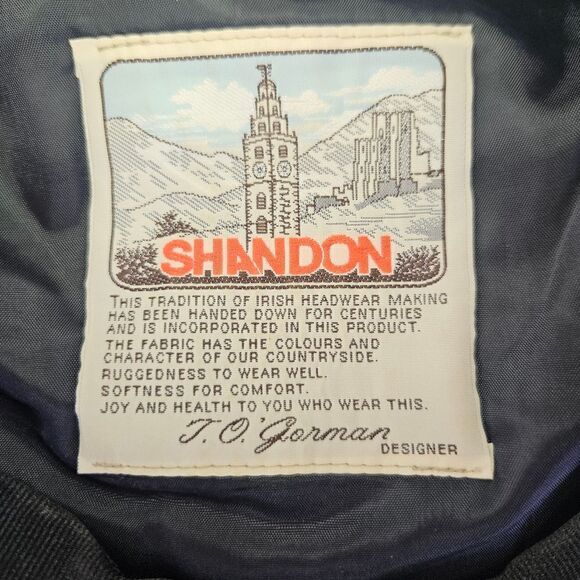 SHANDON
THIS TRADITION OF IRISH HEADWEAR MAKING
HAS BEEN HANDED DOWN FOR CENTURIES
AND IS INCORPORATED IN THIS PRODUCT.
THE FABRIC HAS THE COLOURS AND
CHARACTER OF OUR COUNTRYSIDE.
RUGGEDNESS TO WEAR WELL.
SOFTNESS FOR COMFORT.
JOY AND HEALTH TO YOU WHO WEAR THIS.
T. O.'Gorman
DESIGNER